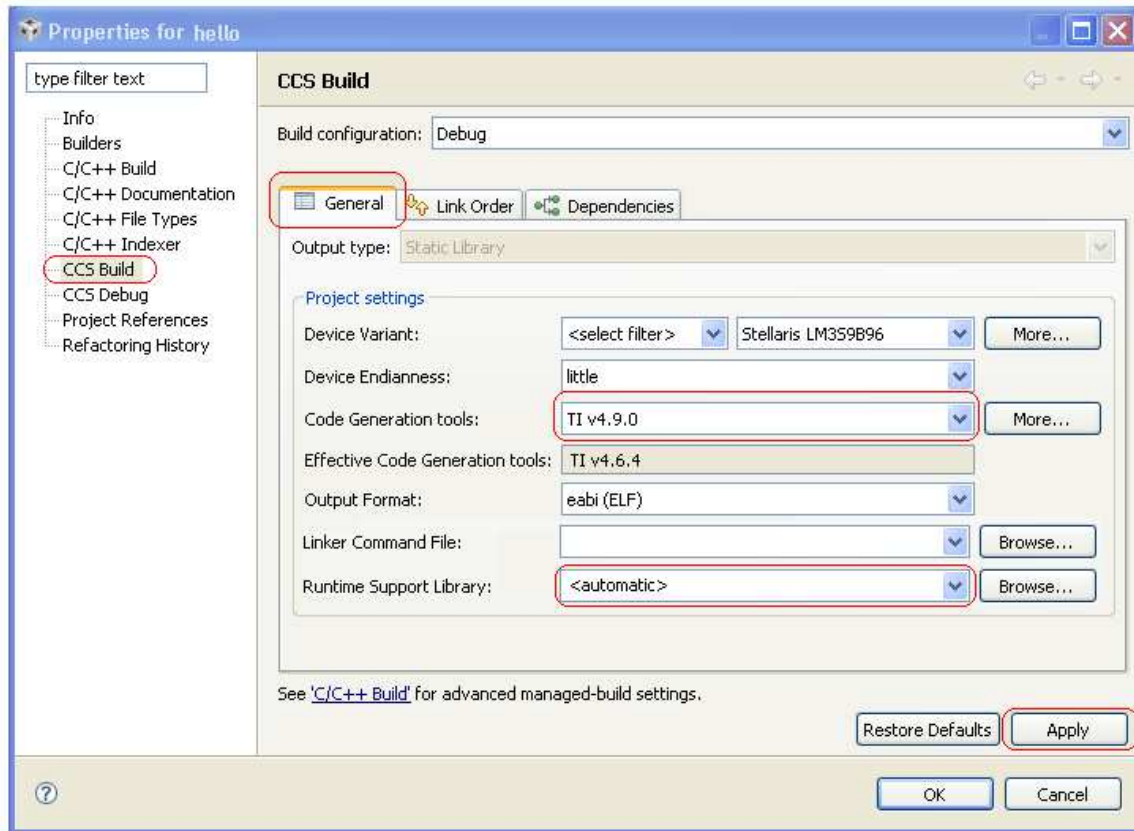 Properties for hello
type filter text
Info
Builders
C/C++ Build
C/C++ Documentation
C/C++ File Types
C/C++ Indexer
CCS Build
CCS Debug
Project References
Refactoring History
CCS Build
Build configuration: Debug
General Link Order Dependencies
Output type: Static Library
Project settings
Device Variant: <select filter> Stellaris LM3S9B96 More...
Device Endianness: little
Code Generation tools: TI v4.9.0 More...
Effective Code Generation tools: TI v4.6.4
Output Format: eabi (ELF)
Linker Command File: Browse...
Runtime Support Library: <automatic> Browse...
See 'C/C++ Build' for advanced managed-build settings.
Restore Defaults Apply
? OK Cancel